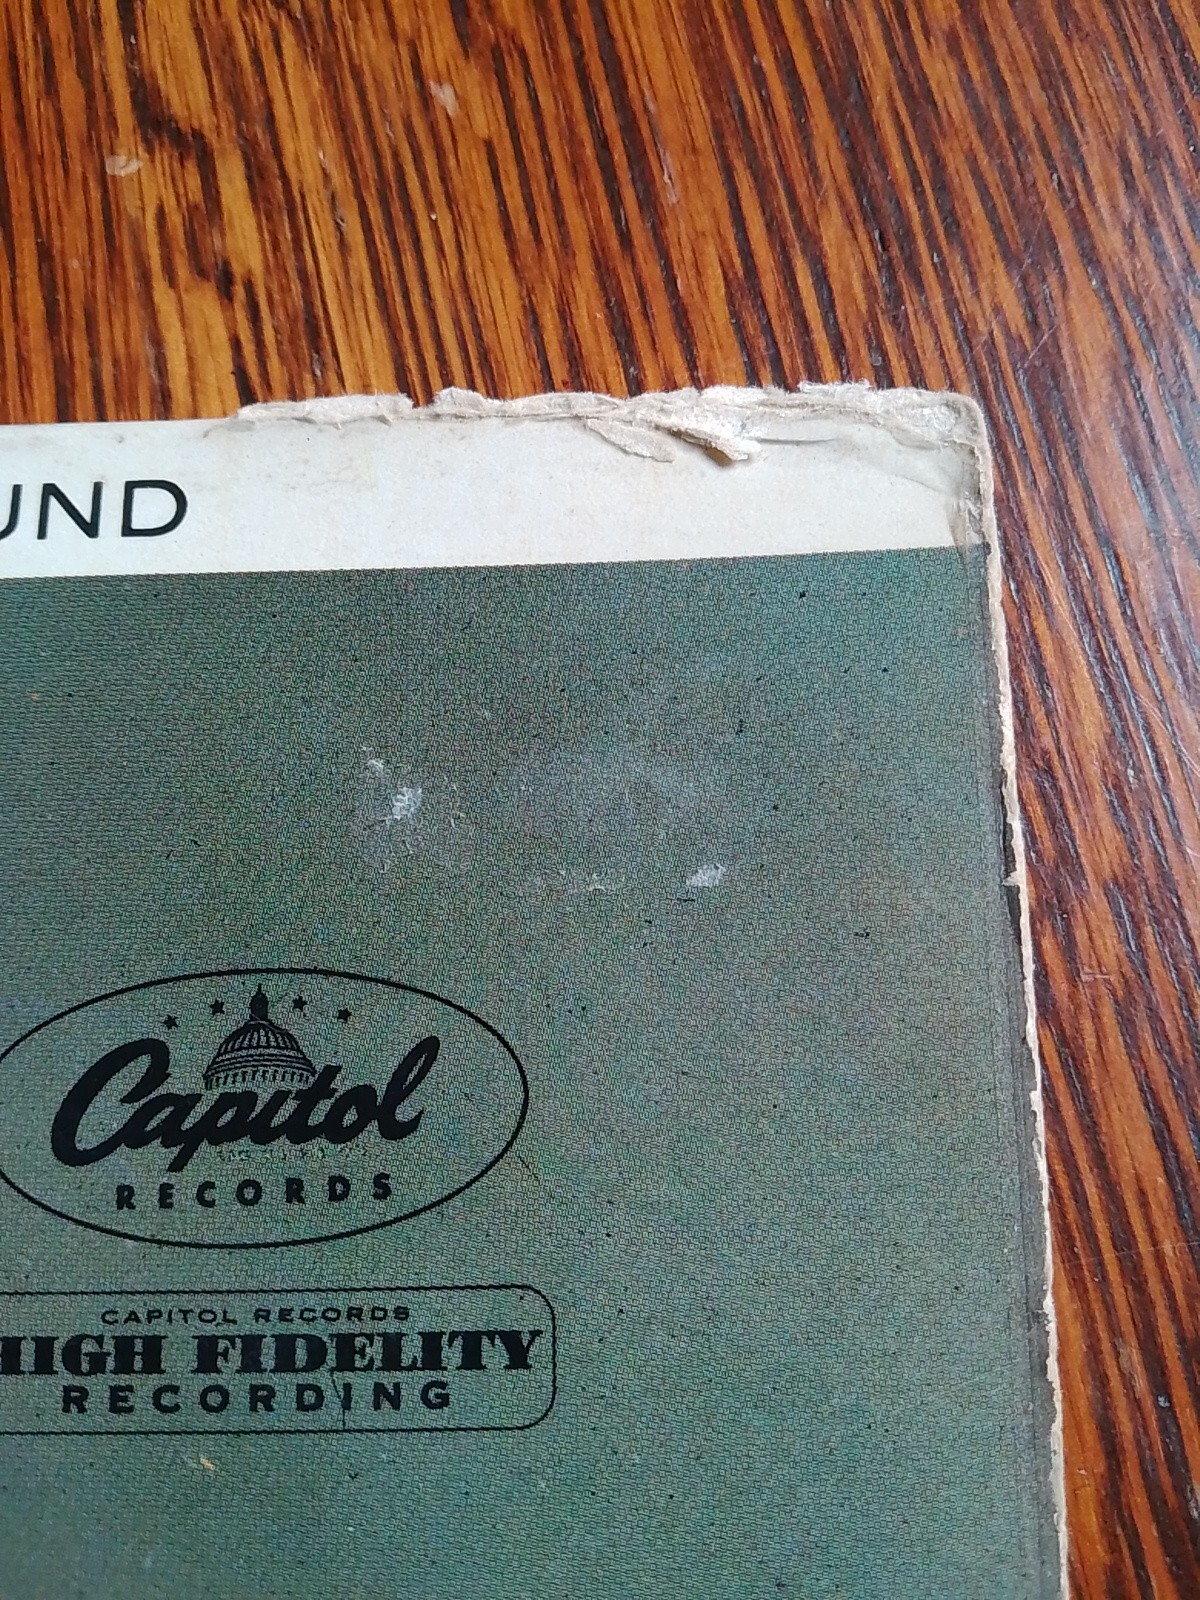 UND
Capitol
RECORDS
CAPITOL RECORDS
HIGH FIDELITY
RECORDING